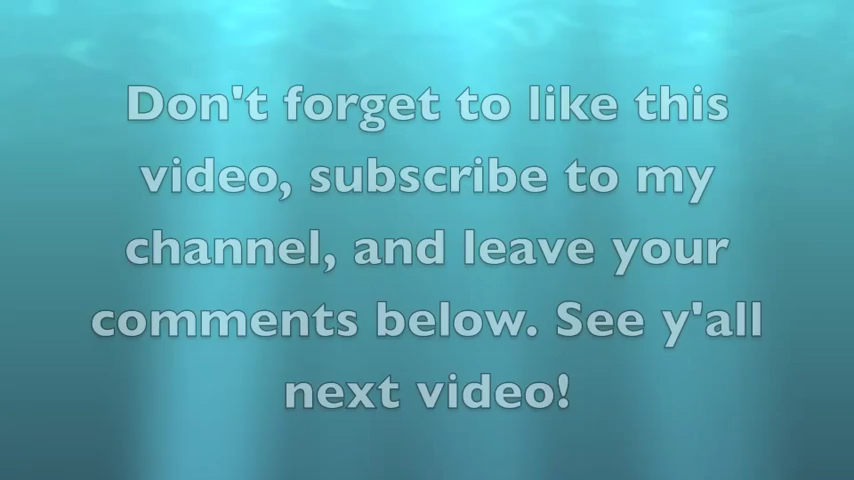 Don't forget to like this
video, subscribe to my
channel, and leave your
comments below. See y'all
next video!